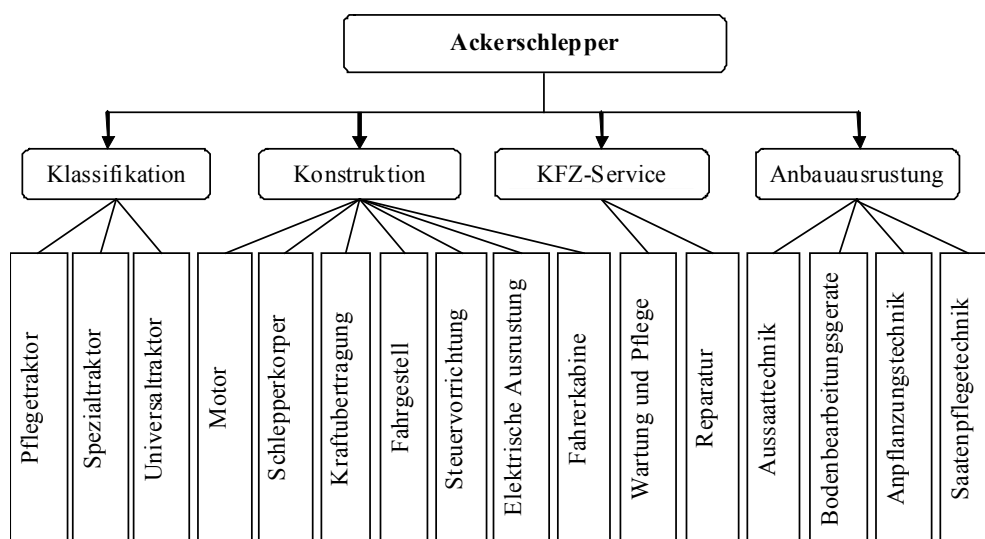 Ackerschlepper
Klassifikation
Konstruktion
KFZ-Service
Anbauausrustung
Pflegetraktor
Spezialtraktor
Universaltraktor
Motor
Schlepperkorper
Kraftubertragung
Fahrgestell
Steuervorrichtung
Elektrische Ausrustung
Fahrerkabine
Wartung und Pflege
Reparatur
Aussaattechnik
Bodenbearbeitungsgerate
Anpflanzungstechnik
Saatenpflegetechnik